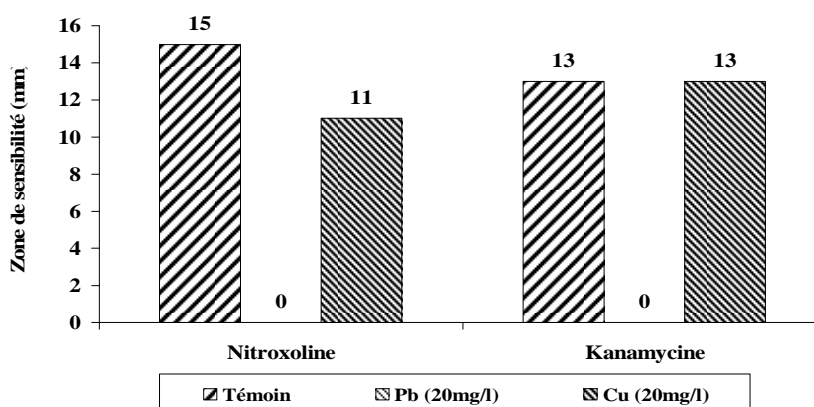 Zone de sensibilité (mm)
16
14
12
10
8
6
4
2
0
15
0
11
13
0
13
Nitroxoline
Kanamycine
Témoin
Pb (20mg/l)
Cu (20mg/l)